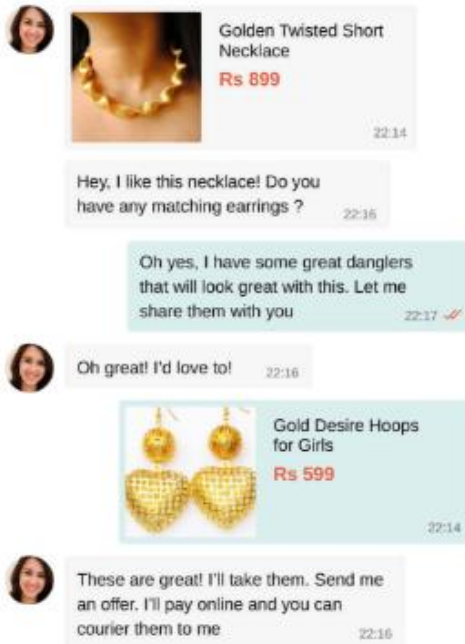 Golden Twisted Short
Necklace
Rs 899
22:14
Hey, I like this necklace! Do you
have any matching earrings ?
22:16
Oh yes, I have some great danglers
that will look great with this. Let me
share them with you
22:17
Oh great! I'd love to!
22:16
Gold Desire Hoops
for Girls
Rs 599
22:14
These are great! I'll take them. Send me
an offer. I'll pay online and you can
courier them to me
22:16